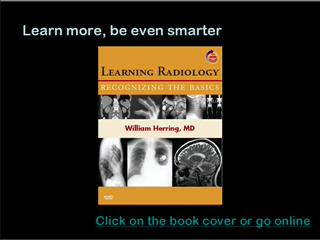 Learn more, be even smarter
LEARNING RADIOLOGY
RECOGNIZING THE BASICS
William Herring, MD
Click on the book cover or go online